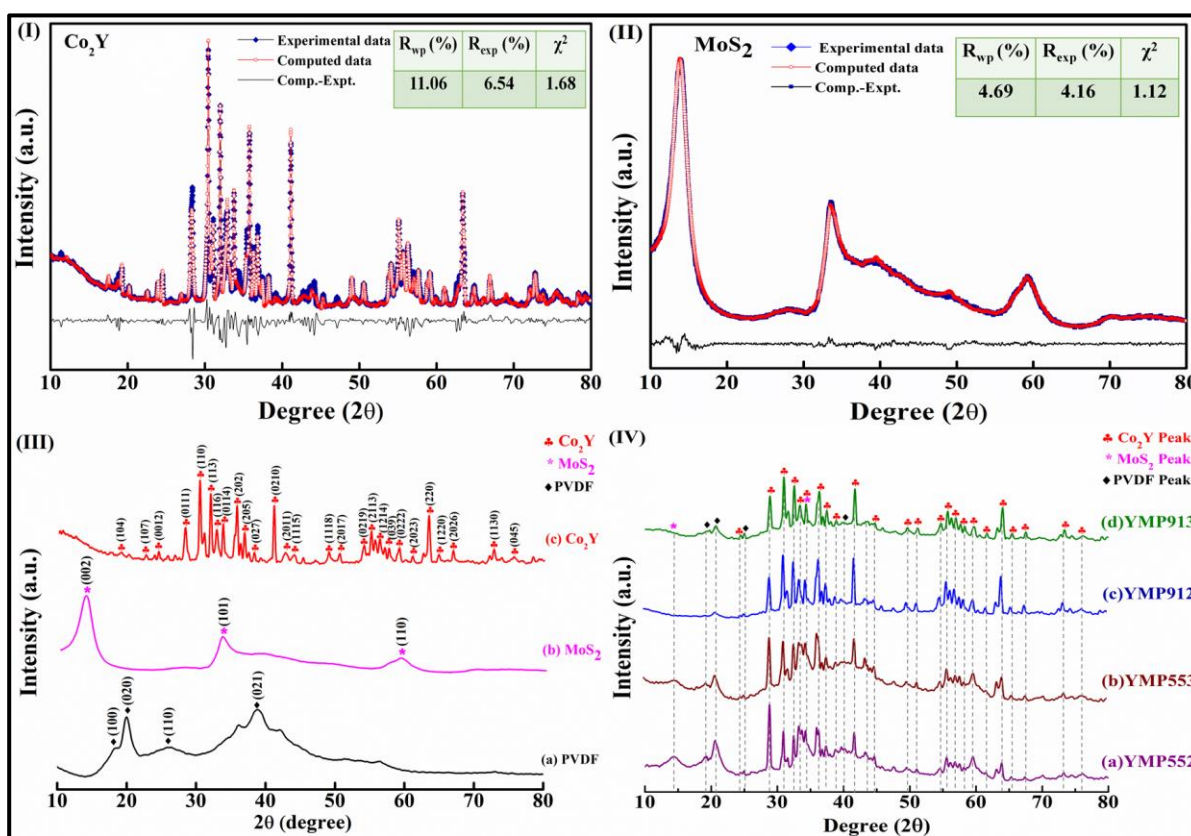 (I)
Co2Y
Experimental data
Computed data
Comp.-Expt.
Rwp (%) Rexp (%) χ2
11.06 6.54 1.68
Intensity (a.u.)
10 20 30 40 50 60 70 80
Degree (2θ)
(II)
MoS2
Experimental data
Computed data
Comp.-Expt.
Rwp (%) Rexp (%) χ2
4.69 4.16 1.12
Intensity (a.u.)
10 20 30 40 50 60 70 80
Degree (2θ)
(III)
♣ Co2Y
* MoS2
♦ PVDF
(104) (107) (0012) (0111) (110) (113) (116) (0114) (202) (205) (027) (0210) (2011) (1115) (1118) (2017) (0219) (2113) (1214) (039) (0222) (2023) (220) (1220) (2026) (1130) (045)
(c) Co2Y
(002) (101) (110)
(b) MoS2
(100) (020) (110) (021)
(a) PVDF
Intensity (a.u.)
10 20 30 40 50 60 70 80
2θ (degree)
(IV)
♣ Co2Y Peak
* MoS2 Peak
♦ PVDF Peak
(d)YMP913
(c)YMP912
(b)YMP553
(a)YMP552
Intensity (a.u.)
10 20 30 40 50 60 70 80
Degree (2θ)